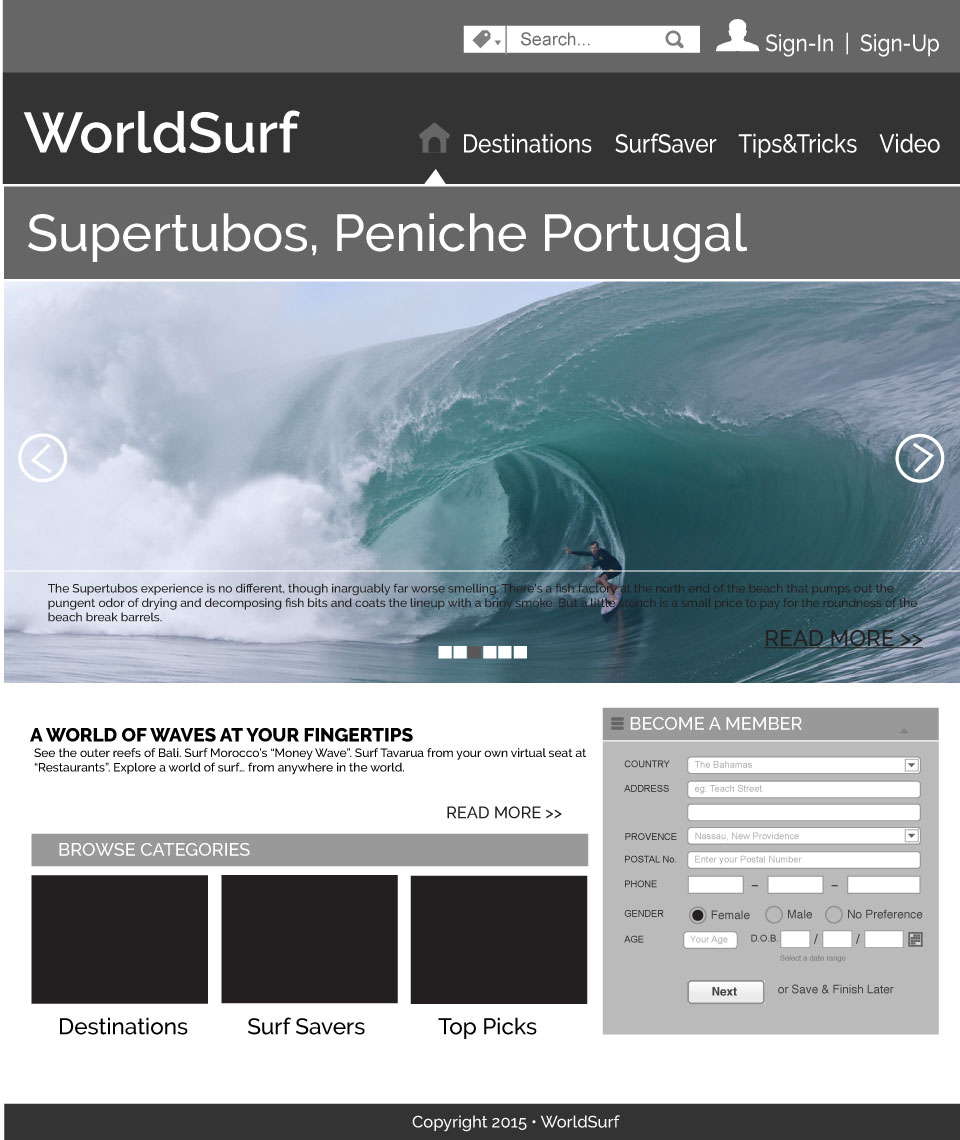 Search...
Sign-In | Sign-Up
WorldSurf
Destinations SurfSaver Tips&Tricks Video
Supertubos, Peniche Portugal
The Supertubos experience is no different, though inarguably far worse smelling. There's a fish factory at the north end of the beach that pumps out the
pungent odor of drying and decomposing fish bits and coats the lineup with a briny smoke. But a little stench is a small price to pay for the roundness of the
beach break barrels.
READ MORE >>
A WORLD OF WAVES AT YOUR FINGERTIPS
See the outer reefs of Bali. Surf Morocco's “Money Wave”. Surf Tavarua from your own virtual seat at
“Restaurants”. Explore a world of surf... from anywhere in the world.
READ MORE >>
BROWSE CATEGORIES
Destinations
Surf Savers
Top Picks
BECOME A MEMBER
COUNTRY The Bahamas
ADDRESS eg: Teach Street
PROVENCE Nassau, New Providence
POSTAL No. Enter your Postal Number
PHONE – –
GENDER Female Male No Preference
AGE Your Age D.O.B. / /
Select a date range
Next or Save & Finish Later
Copyright 2015 • WorldSurf